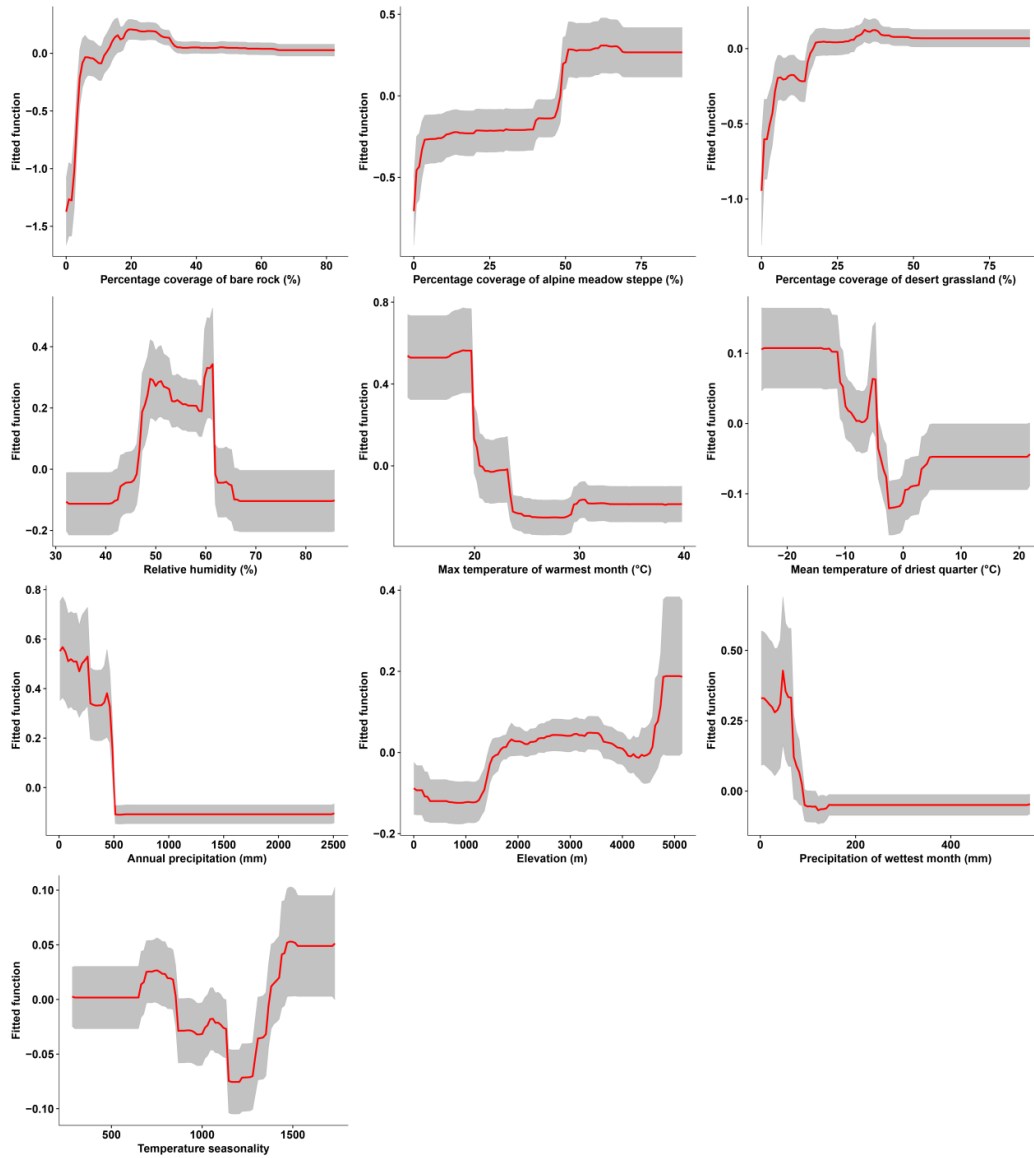 0.0
−0.5
−1.0
−1.5
Fitted function
0 20 40 60 80
Percentage coverage of bare rock (%)
0.5
0.0
−0.5
Fitted function
0 25 50 75
Percentage coverage of alpine meadow steppe (%)
0.0
−0.5
−1.0
Fitted function
0 25 50 75
Percentage coverage of desert grassland (%)
0.4
0.2
0.0
−0.2
Fitted function
30 40 50 60 70 80
Relative humidity (%)
0.8
0.4
0.0
Fitted function
20 30 40
Max temperature of warmest month (°C)
0.1
0.0
−0.1
Fitted function
−20 −10 0 10 20
Mean temperature of driest quarter (°C)
0.8
0.6
0.4
0.2
0.0
Fitted function
0 500 1000 1500 2000 2500
Annual precipitation (mm)
0.4
0.2
0.0
−0.2
Fitted function
0 1000 2000 3000 4000 5000
Elevation (m)
0.50
0.25
0.00
Fitted function
0 200 400
Precipitation of wettest month (mm)
0.10
0.05
0.00
−0.05
−0.10
Fitted function
500 1000 1500
Temperature seasonality